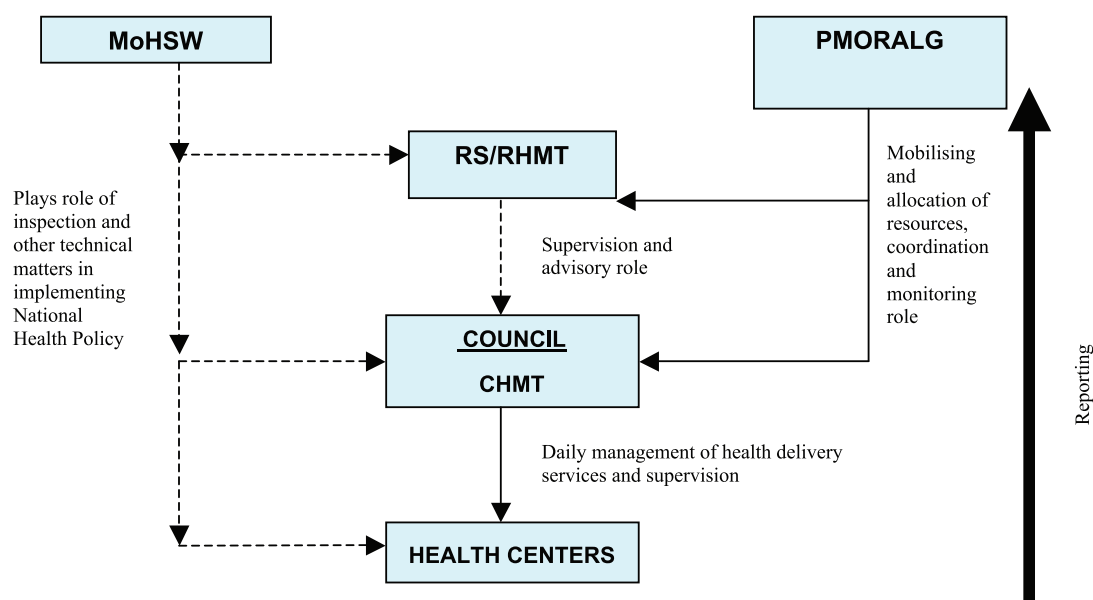 MoHSW
PMORALG
RS/RHMT
Mobilising
and
allocation of
resources,
coordination
and
monitoring
role
Plays role of
inspection and
other technical
matters in
implementing
National
Health Policy
Supervision and
advisory role
COUNCIL
CHMT
Reporting
Daily management of health delivery
services and supervision
HEALTH CENTERS